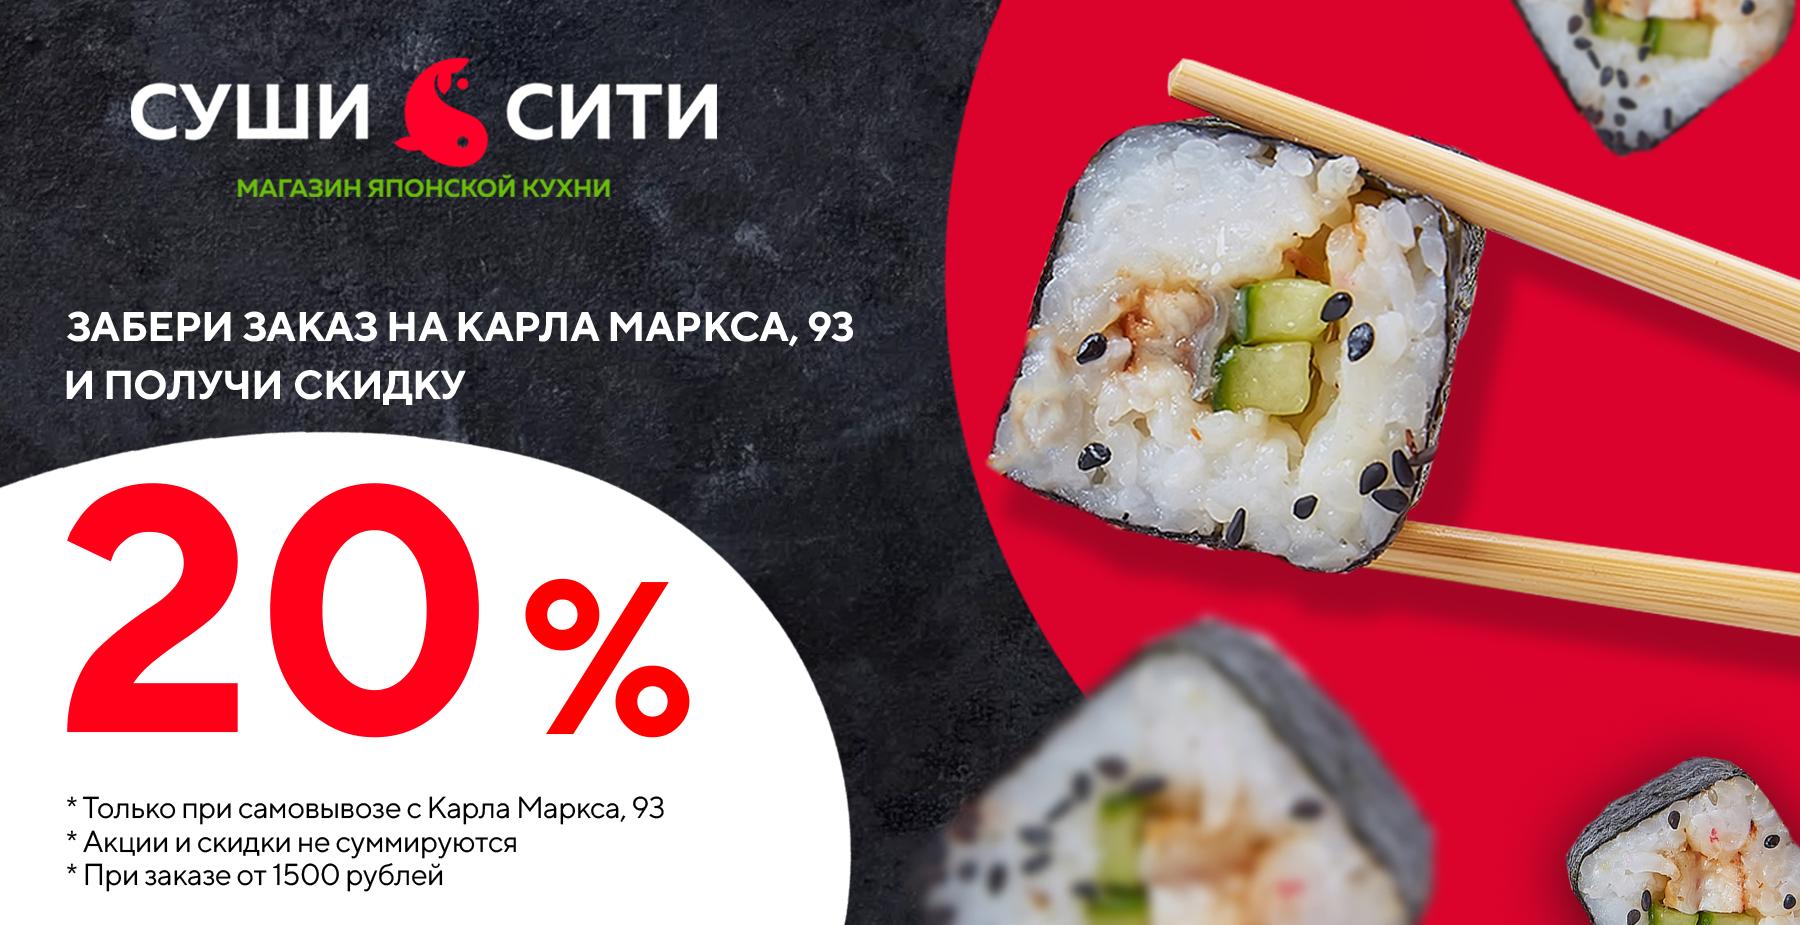 СУШИ СИТИ
МАГАЗИН ЯПОНСКОЙ КУХНИ
ЗАБЕРИ ЗАКАЗ НА КАРЛА МАРКСА, 93
И ПОЛУЧИ СКИДКУ
20 %
* Только при самовывозе с Карла Маркса, 93
* Акции и скидки не суммируются
* При заказе от 1500 рублей